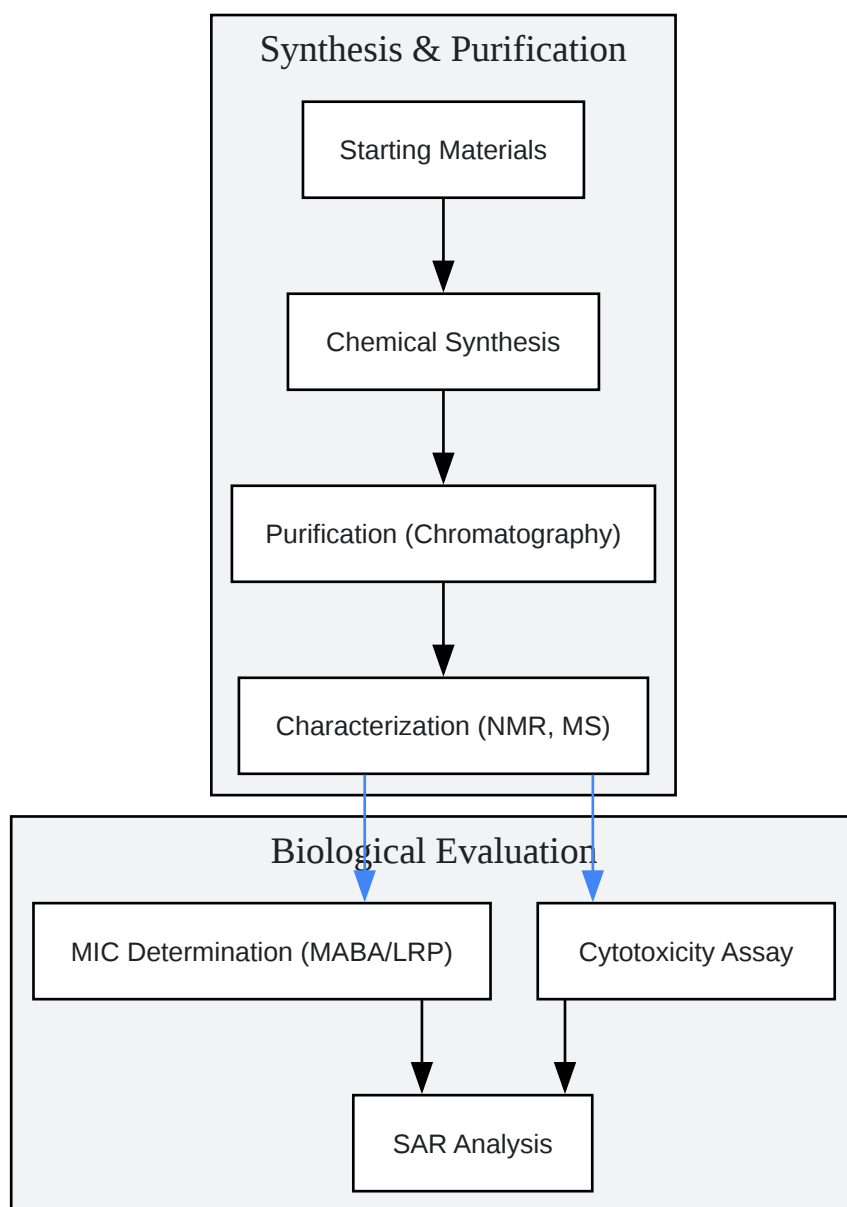 Synthesis & Purification
Starting Materials
Chemical Synthesis
Purification (Chromatography)
Characterization (NMR, MS)
Biological Evaluation
MIC Determination (MABA/LRP)
Cytotoxicity Assay
SAR Analysis